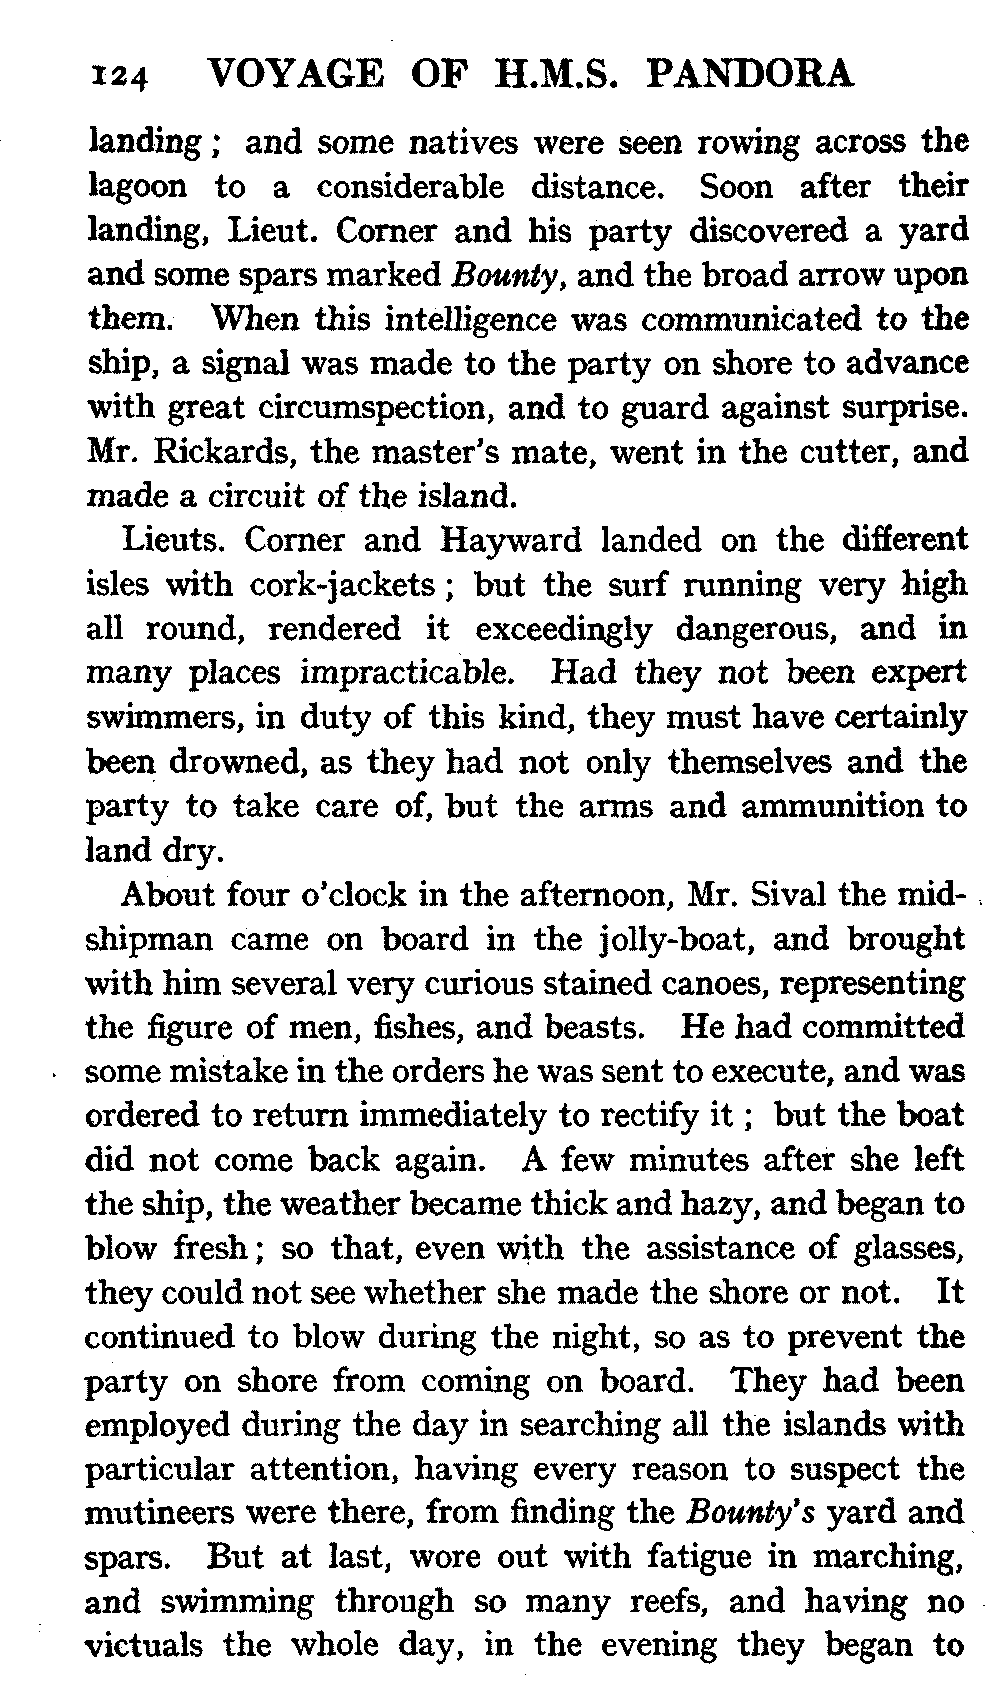 124 VOYAGE OF H.M.S. PANDORA
landing ; and some natives were seen rowing across the
lagoon to a considerable distance. Soon after their
landing, Lieut. Corner and his party discovered a yard
and some spars marked Bounty, and the broad arrow upon
them. When this intelligence was communicated to the
ship, a signal was made to the party on shore to advance
with great circumspection, and to guard against surprise.
Mr. Rickards, the master's mate, went in the cutter, and
made a circuit of the island.
Lieuts. Corner and Hayward landed on the different
isles with cork-jackets ; but the surf running very high
all round, rendered it exceedingly dangerous, and in
many places impracticable. Had they not been expert
swimmers, in duty of this kind, they must have certainly
been drowned, as they had not only themselves and the
party to take care of, but the arms and ammunition to
land dry.
About four o'clock in the afternoon, Mr. Sival the mid-
shipman came on board in the jolly-boat, and brought
with him several very curious stained canoes, representing
the figure of men, fishes, and beasts. He had committed
some mistake in the orders he was sent to execute, and was
ordered to return immediately to rectify it ; but the boat
did not come back again. A few minutes after she left
the ship, the weather became thick and hazy, and began to
blow fresh ; so that, even with the assistance of glasses,
they could not see whether she made the shore or not. It
continued to blow during the night, so as to prevent the
party on shore from coming on board. They had been
employed during the day in searching all the islands with
particular attention, having every reason to suspect the
mutineers were there, from finding the Bounty's yard and
spars. But at last, wore out with fatigue in marching,
and swimming through so many reefs, and having no
victuals the whole day, in the evening they began to